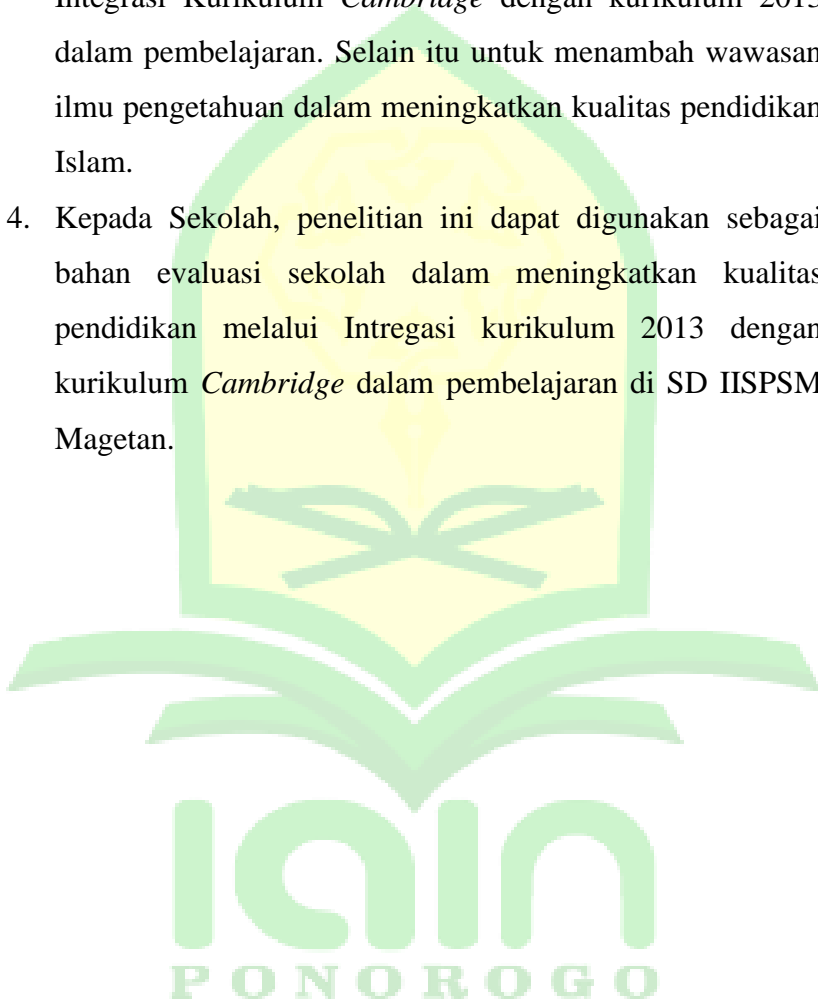 Integrasi Kurikulum Cambridge dengan kurikulum 2013
dalam pembelajaran. Selain itu untuk menambah wawasan
ilmu pengetahuan dalam meningkatkan kualitas pendidikan
Islam.
4. Kepada Sekolah, penelitian ini dapat digunakan sebagai
bahan evaluasi sekolah dalam meningkatkan kualitas
pendidikan melalui Intregasi kurikulum 2013 dengan
kurikulum Cambridge dalam pembelajaran di SD IISPSM
Magetan.
iain
PONOROGO